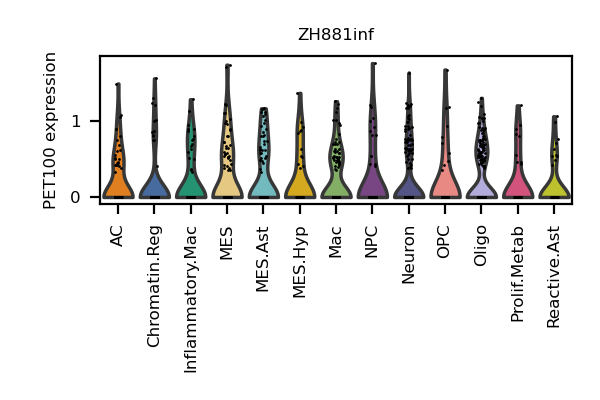 ZH881inf
PET100 expression
1
0
AC
Chromatin.Reg
Inflammatory.Mac
MES
MES.Ast
MES.Hyp
Mac
NPC
Neuron
OPC
Oligo
Prolif.Metab
Reactive.Ast